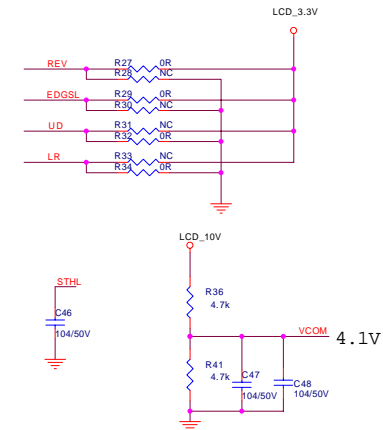 LCD_3.3V
REV R27 0R
R28 NC
EDGSL R29 0R
R30 NC
UD R31 NC
R32 0R
LR R33 NC
R34 0R
LCD_10V
STHL
R36
4.7k
C46
104/50V
VCOM 4.1V
R41
4.7k
C47
104/50V
C48
104/50V